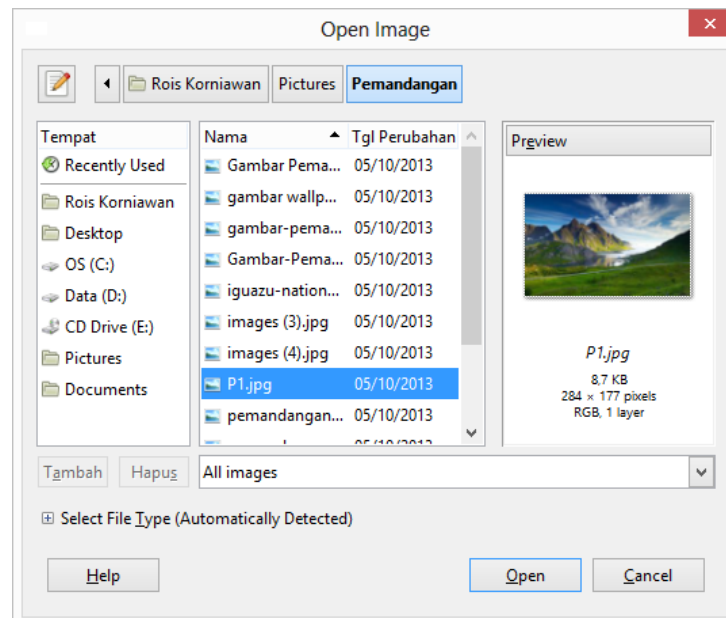 Open Image
Rois Korniawan Pictures Pemandangan
Tempat
Recently Used
Rois Korniawan
Desktop
OS (C:)
Data (D:)
CD Drive (E:)
Pictures
Documents
Nama Tgl Perubahan
Gambar Pema... 05/10/2013
gambar wallp... 05/10/2013
gambar-pema... 05/10/2013
Gambar-Pema... 05/10/2013
iguazu-nation... 05/10/2013
images (3).jpg 05/10/2013
images (4).jpg 05/10/2013
P1.jpg 05/10/2013
pemandangan... 05/10/2013
Preview
P1.jpg
8,7 KB
284 × 177 pixels
RGB, 1 layer
Tambah Hapus All images
Select File Type (Automatically Detected)
Help Open Cancel